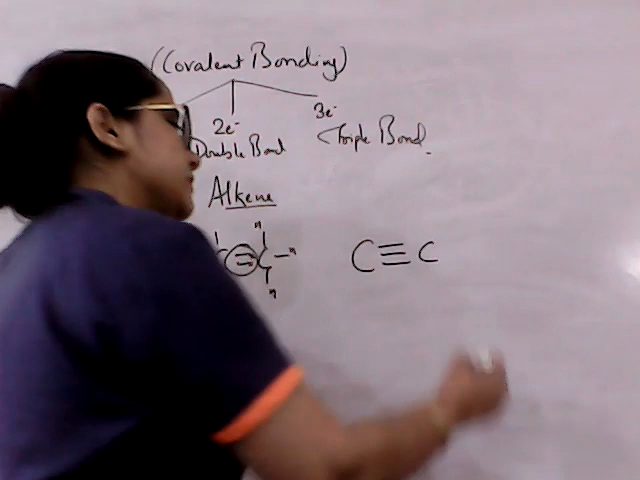 (Covalent Bonding)
2e⁻ 3e⁻
Double Bond Triple Bond.
Alkene
H
C = C - H C ≡ C
H